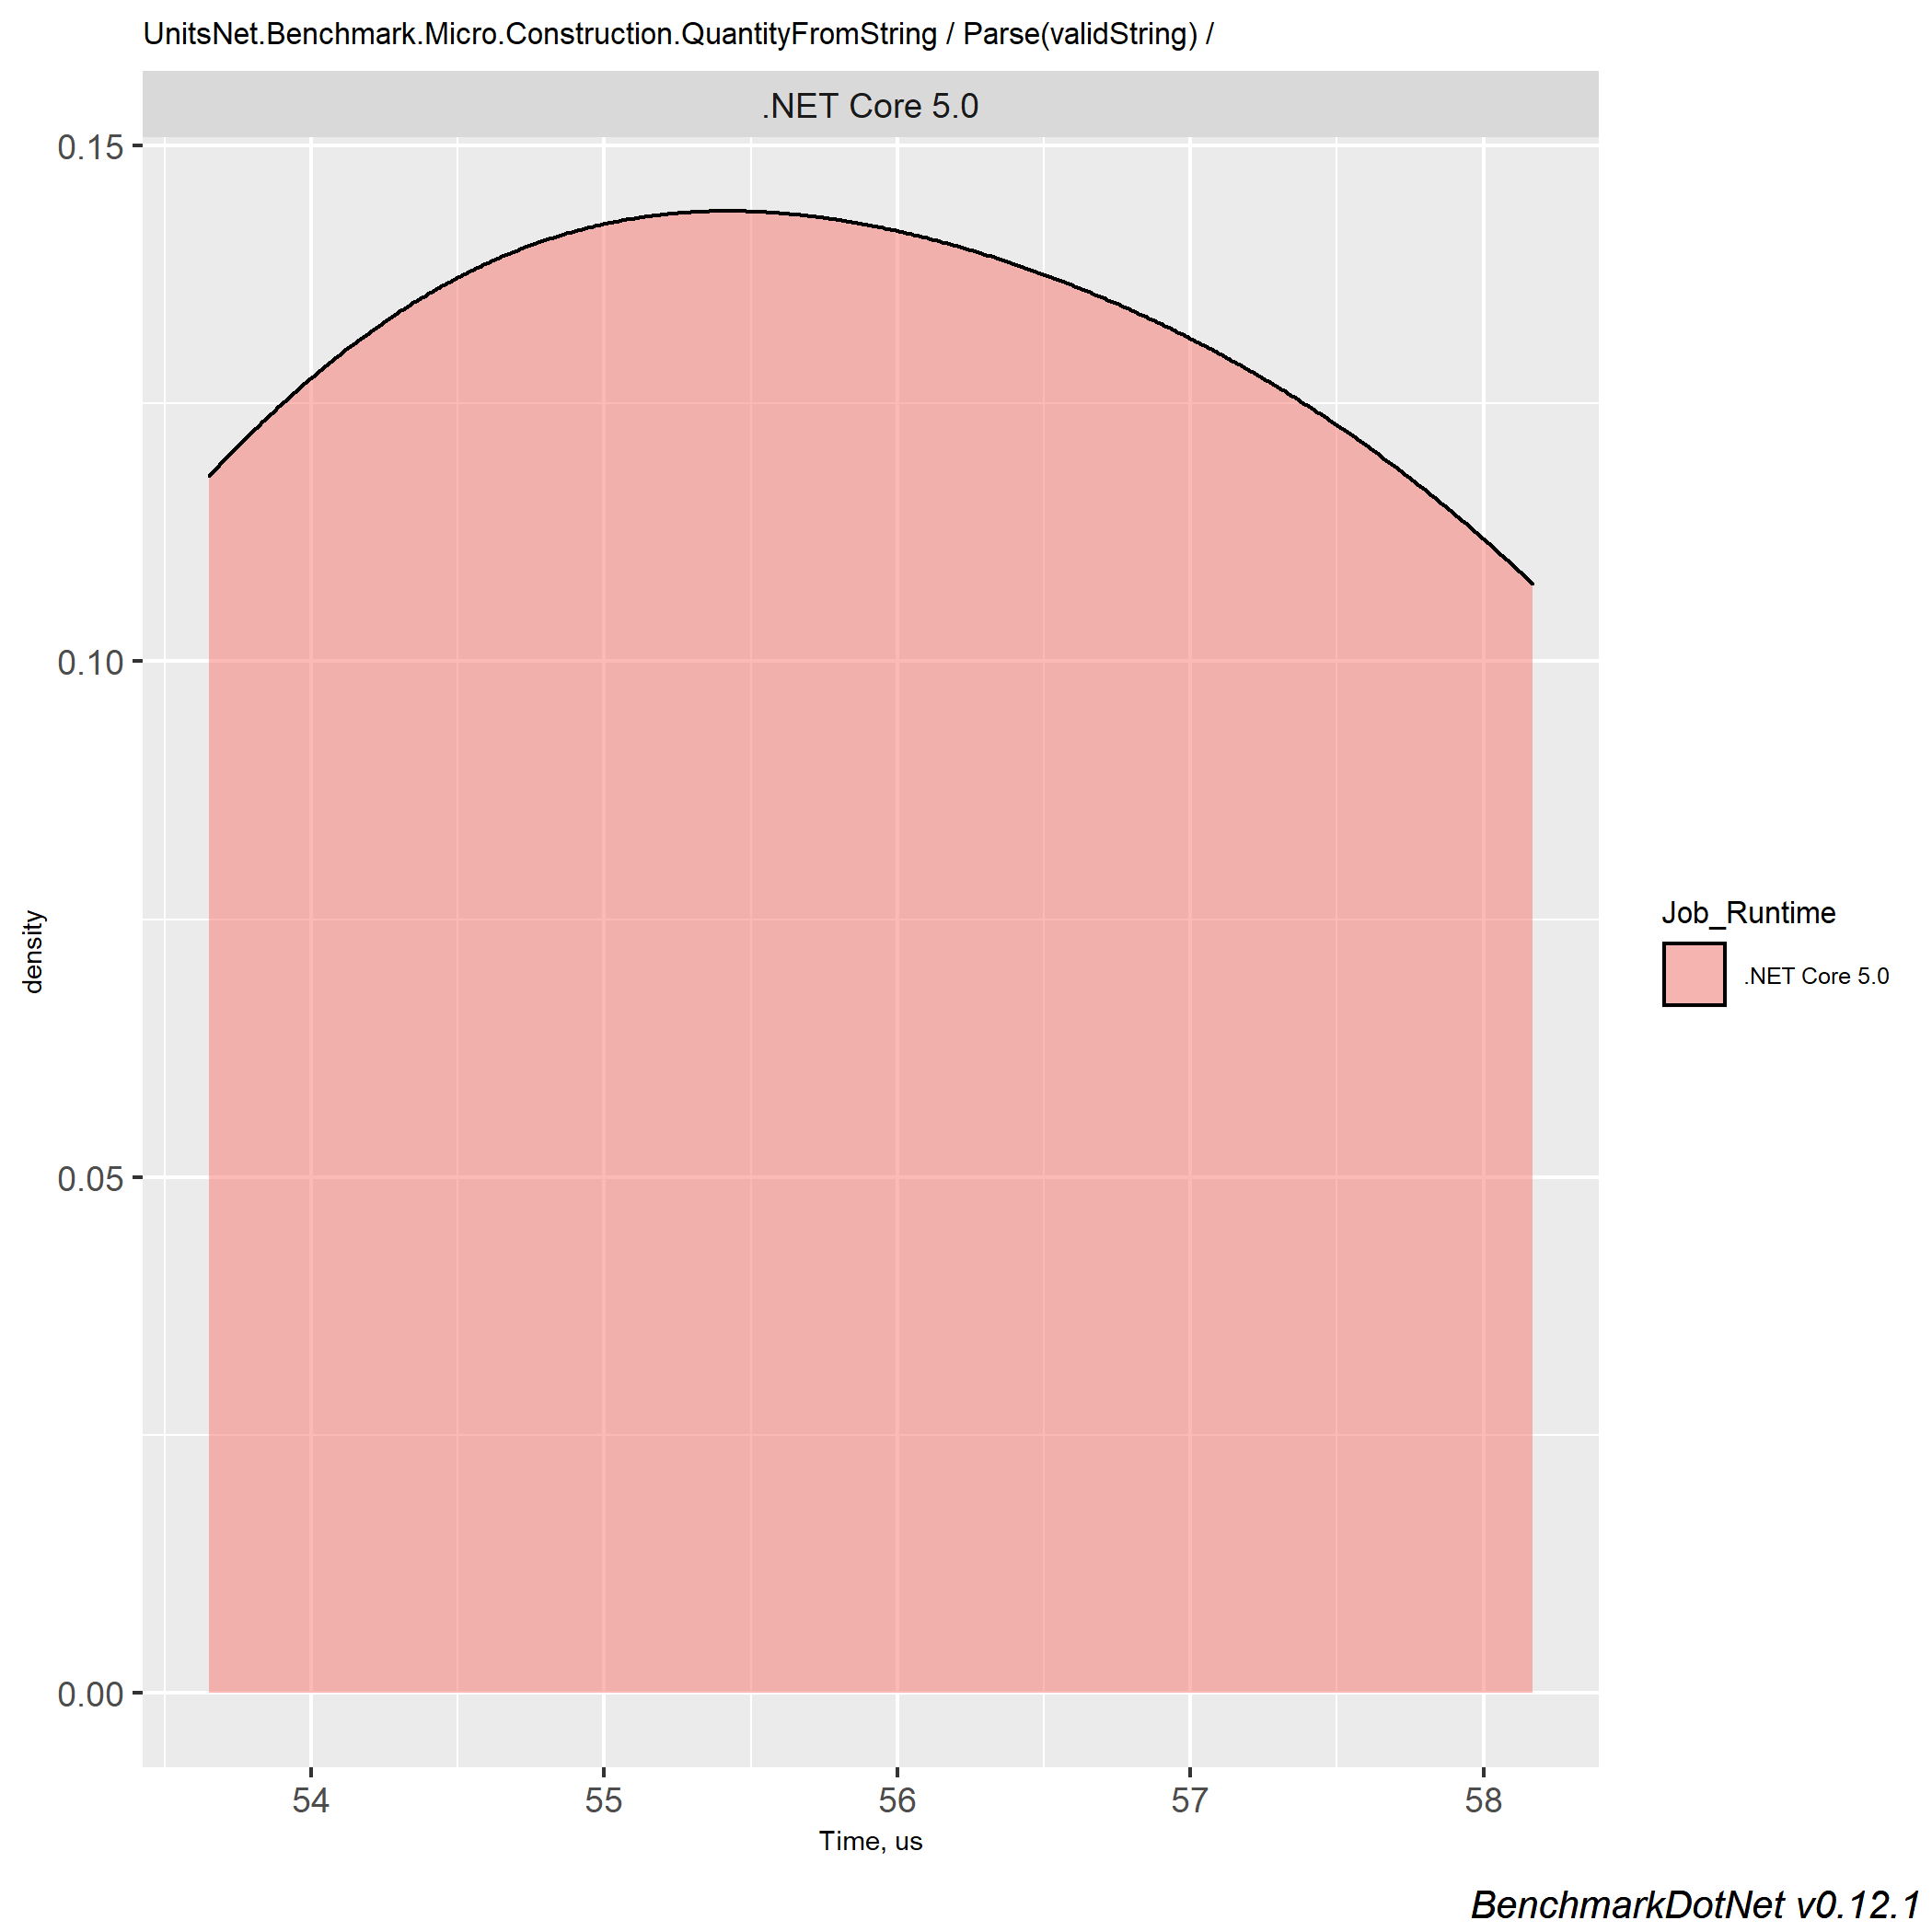 UnitsNet.Benchmark.Micro.Construction.QuantityFromString / Parse(validString) /
.NET Core 5.0
0.15
0.10
0.05
0.00
density
54 55 56 57 58
Time, us
Job_Runtime
.NET Core 5.0
BenchmarkDotNet v0.12.1